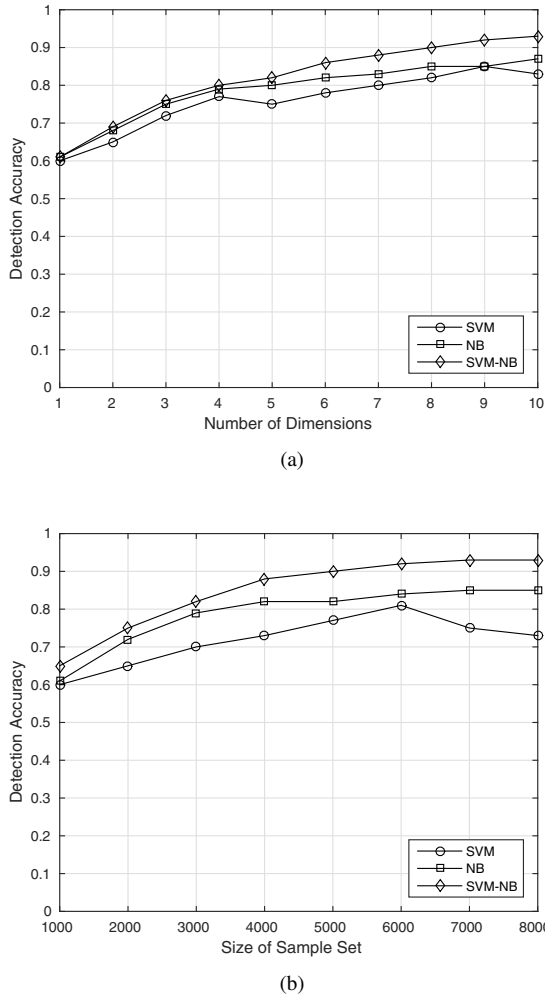 1
0.9
0.8
0.7
0.6
0.5
0.4
0.3
0.2
0.1
0
Detection Accuracy
SVM
NB
SVM-NB
1 2 3 4 5 6 7 8 9 10
Number of Dimensions
(a)
1
0.9
0.8
0.7
0.6
0.5
0.4
0.3
0.2
0.1
0
Detection Accuracy
SVM
NB
SVM-NB
1000 2000 3000 4000 5000 6000 7000 8000
Size of Sample Set
(b)